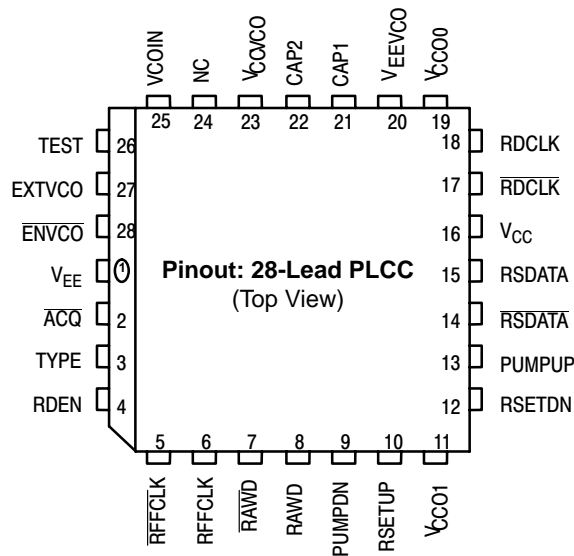 VCOIN NC VCCVCO CAP2 CAP1 VEEVCO VCCO0
25 24 23 22 21 20 19
TEST 26 18 RDCLK
EXTVCO 27 17 RDCLK
ENVCO 28 16 VCC
VEE 1 15 RSDATA
ACQ 2 14 RSDATA
TYPE 3 13 PUMPUP
RDEN 4 12 RSETDN
Pinout: 28-Lead PLCC
(Top View)
5 6 7 8 9 10 11
RFFCLK RFFCLK RAWD RAWD PUMPDN RSETUP VCCO1